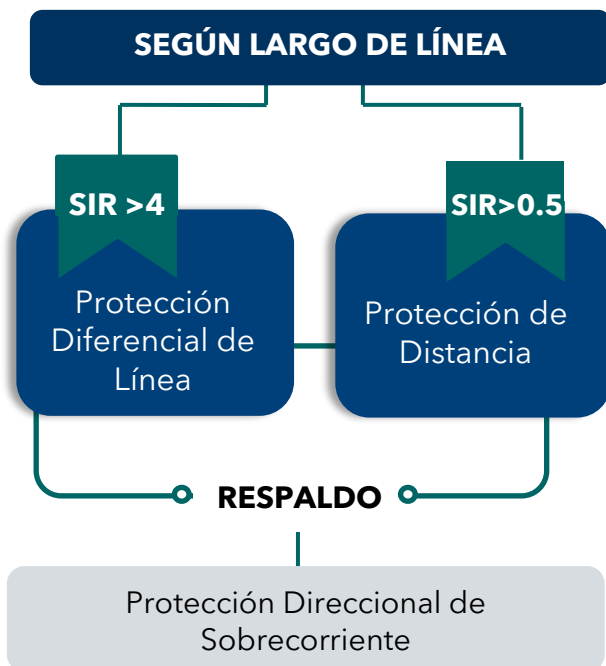 SEGÚN LARGO DE LÍNEA
SIR >4
SIR>0.5
Protección
Diferencial de
Línea
Protección de
Distancia
RESPALDO
Protección Direccional de
Sobrecorriente